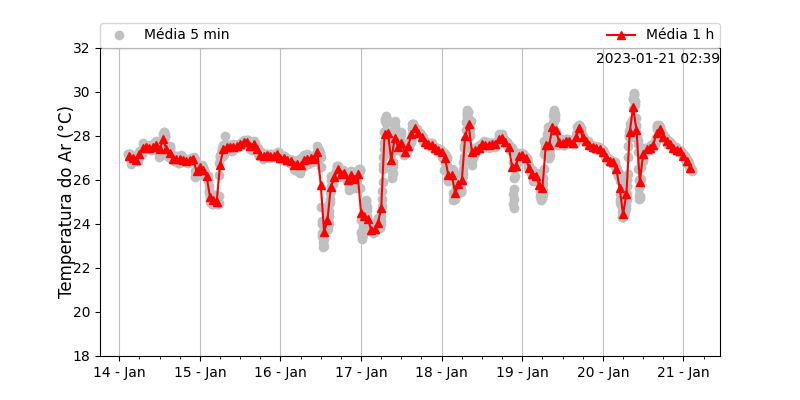 Média 5 min
Média 1 h
2023-01-21 02:39
Temperatura do Ar (°C)
32
30
28
26
24
22
20
18
14 - Jan
15 - Jan
16 - Jan
17 - Jan
18 - Jan
19 - Jan
20 - Jan
21 - Jan